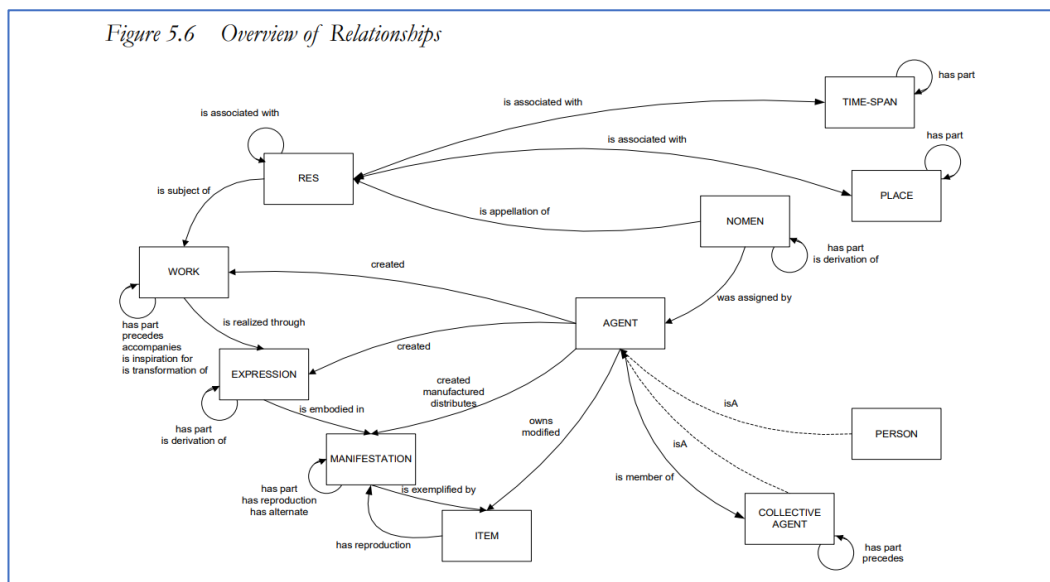 Figure 5.6 Overview of Relationships
has part
is associated with
TIME-SPAN
is associated with
is associated with
has part
RES
PLACE
is subject of
is appellation of
NOMEN
has part
is derivation of
WORK
created
was assigned by
has part
precedes
accompanies
is inspiration for
is transformation of
is realized through
AGENT
created
EXPRESSION
created
manufactured
distributes
has part
is derivation of
is embodied in
owns
modified
isA
PERSON
isA
MANIFESTATION
is member of
has part
has reproduction
has alternate
is exemplified by
COLLECTIVE
AGENT
ITEM
has reproduction
has part
precedes